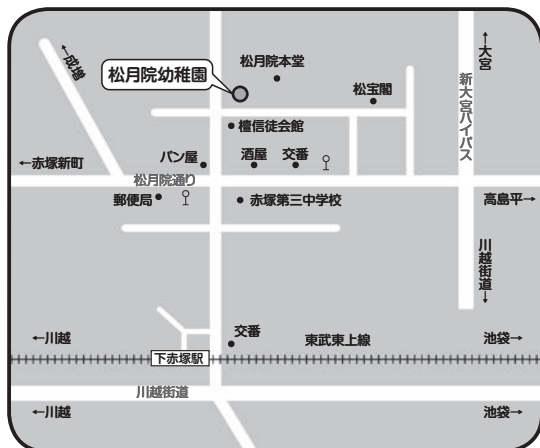 ↑大宮
←成増
松月院本堂
松月院幼稚園
松宝閣
新大宮バイパス
檀信徒会館
パン屋
酒屋
交番
←赤塚新町
松月院通り
郵便局
赤塚第三中学校
高島平→
川越街道→
交番
←川越
東武東上線
池袋→
下赤塚駅
川越街道
←川越
池袋→